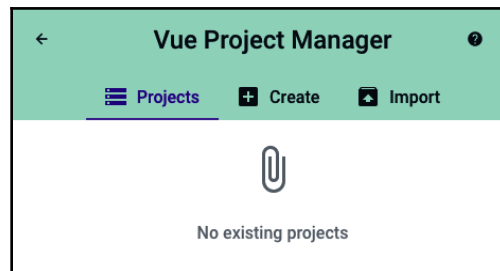 Vue Project Manager
Projects
Create
Import
No existing projects